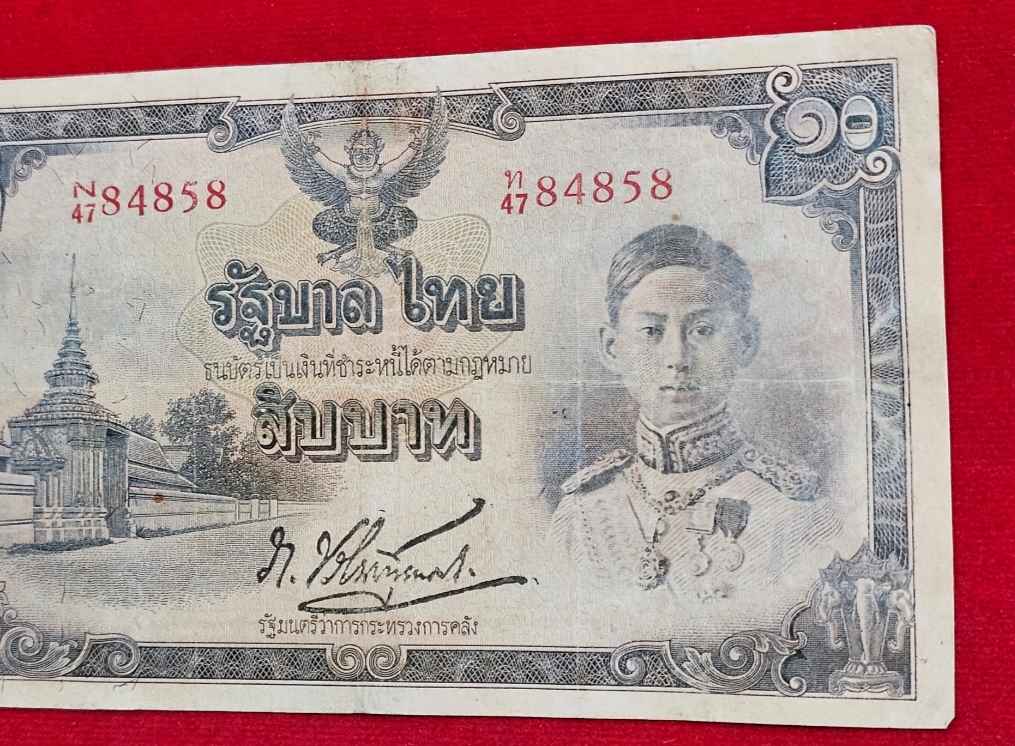 ๑๐
N/47 84858
ท/47 84858
รัฐบาล ไทย
ธนบัตร์เป็นเงินที่ชำระหนี้ได้ตามกฎหมาย
สิบบาท
รัฐมนตรีว่าการกระทรวงการคลัง